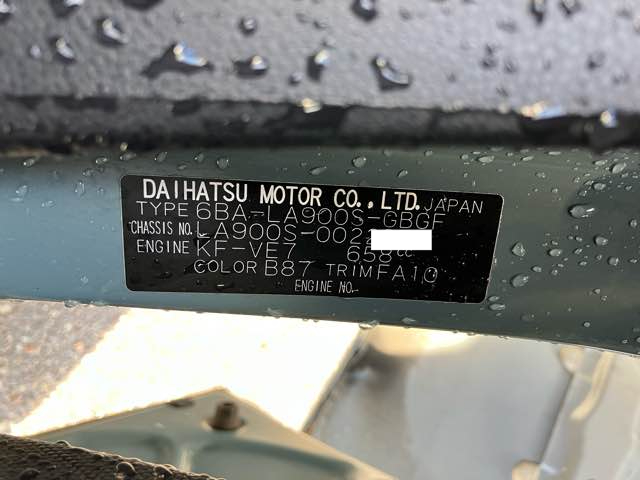 DAIHATSU MOTOR CO.,LTD. JAPAN
TYPE 6BA-LA900S-GBGF
CHASSIS NO. LA900S-002
ENGINE KF-VE7 658cc
COLOR B87 TRIM FA10
ENGINE NO.